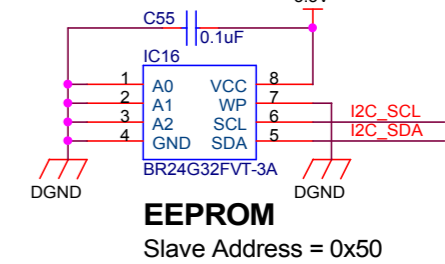 C55
0.1uF
IC16
1 A0 VCC 8
2 A1 WP 7
3 A2 SCL 6 I2C_SCL
4 GND SDA 5 I2C_SDA
BR24G32FVT-3A
DGND DGND
EEPROM
Slave Address = 0x50